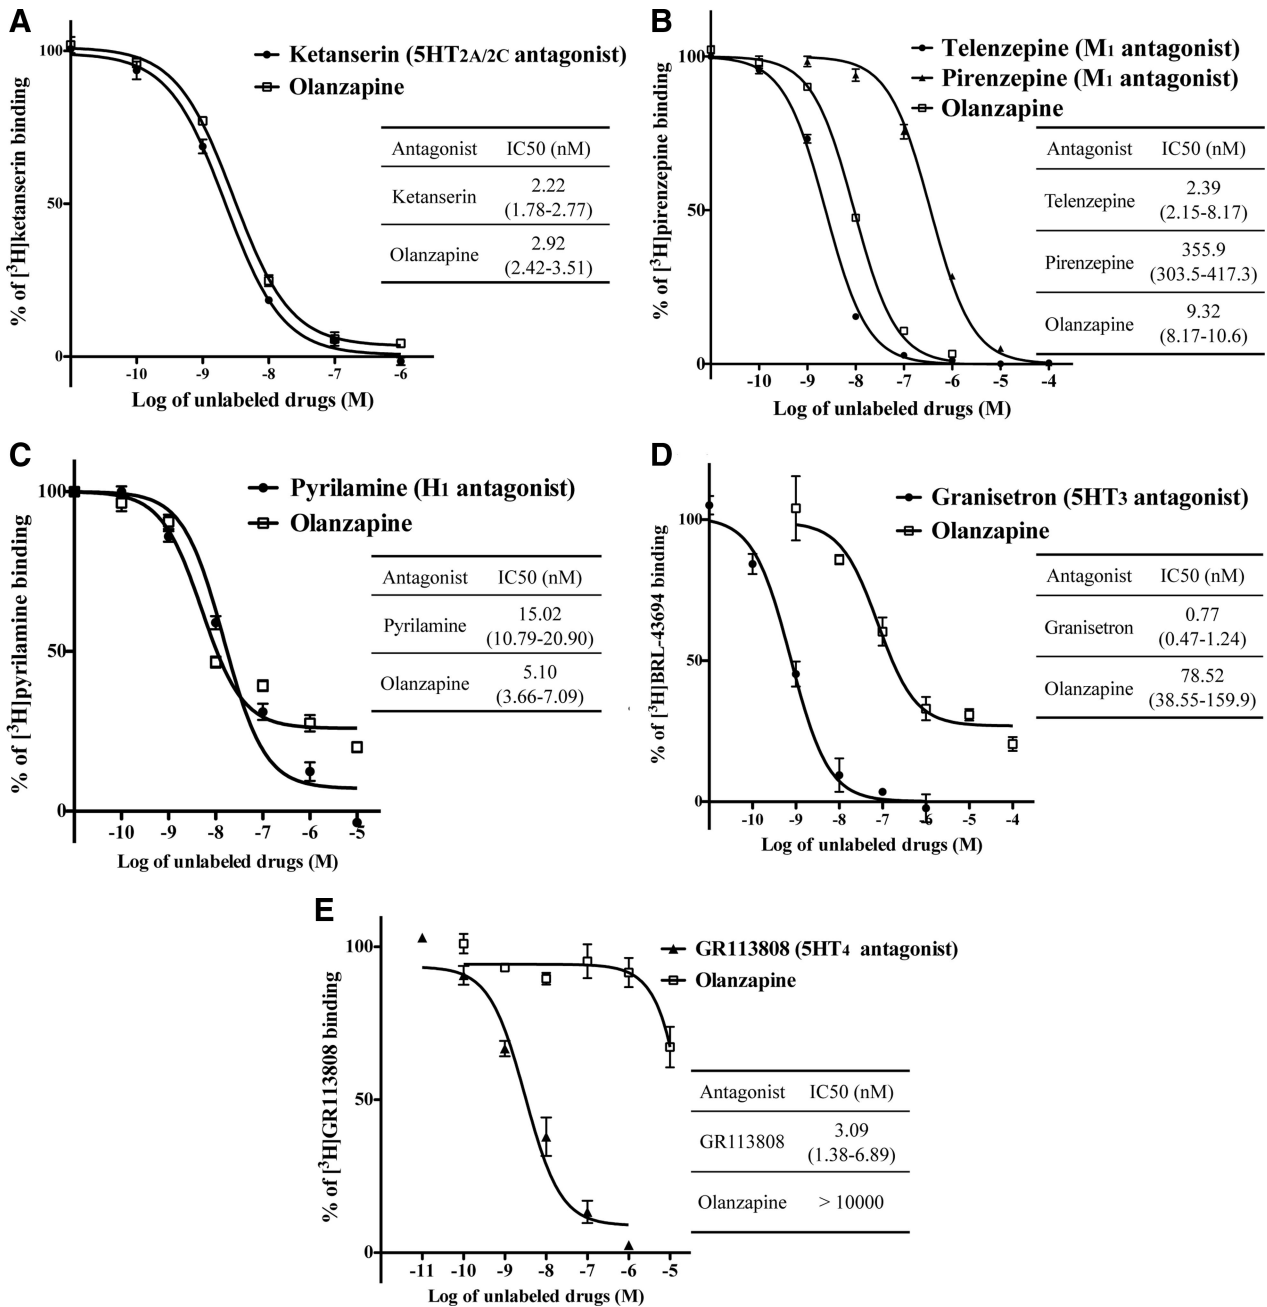 A
% of [³H]ketanserin binding
100
50
0
-10 -9 -8 -7 -6
Log of unlabeled drugs (M)
Ketanserin (5HT2A/2C antagonist)
Olanzapine
Antagonist IC50 (nM)
Ketanserin 2.22
(1.78-2.77)
Olanzapine 2.92
(2.42-3.51)
B
% of [³H]pirenzepine binding
100
50
0
-10 -9 -8 -7 -6 -5 -4
Log of unlabeled drugs (M)
Telenzepine (M1 antagonist)
Pirenzepine (M1 antagonist)
Olanzapine
Antagonist IC50 (nM)
Telenzepine 2.39
(2.15-8.17)
Pirenzepine 355.9
(303.5-417.3)
Olanzapine 9.32
(8.17-10.6)
C
% of [³H]pyrilamine binding
100
50
0
-10 -9 -8 -7 -6 -5
Log of unlabeled drugs (M)
Pyrilamine (H1 antagonist)
Olanzapine
Antagonist IC50 (nM)
Pyrilamine 15.02
(10.79-20.90)
Olanzapine 5.10
(3.66-7.09)
D
% of [³H]BRL-43694 binding
100
50
0
-10 -9 -8 -7 -6 -5 -4
Log of unlabeled drugs (M)
Granisetron (5HT3 antagonist)
Olanzapine
Antagonist IC50 (nM)
Granisetron 0.77
(0.47-1.24)
Olanzapine 78.52
(38.55-159.9)
E
% of [³H]GR113808 binding
100
50
0
-11 -10 -9 -8 -7 -6 -5
Log of unlabeled drugs (M)
GR113808 (5HT4 antagonist)
Olanzapine
Antagonist IC50 (nM)
GR113808 3.09
(1.38-6.89)
Olanzapine > 10000